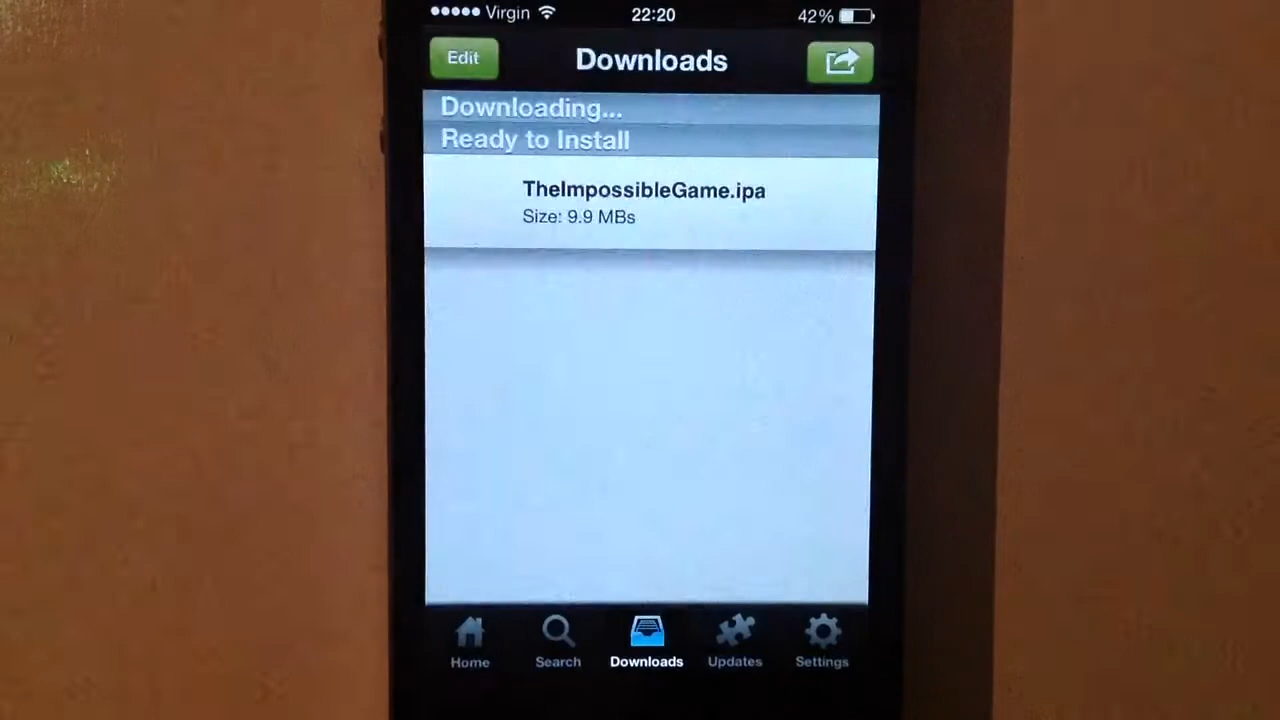 Virgin 22:20 42%
Edit Downloads
Downloading...
Ready to Install
TheImpossibleGame.ipa
Size: 9.9 MBs
Home Search Downloads Updates Settings